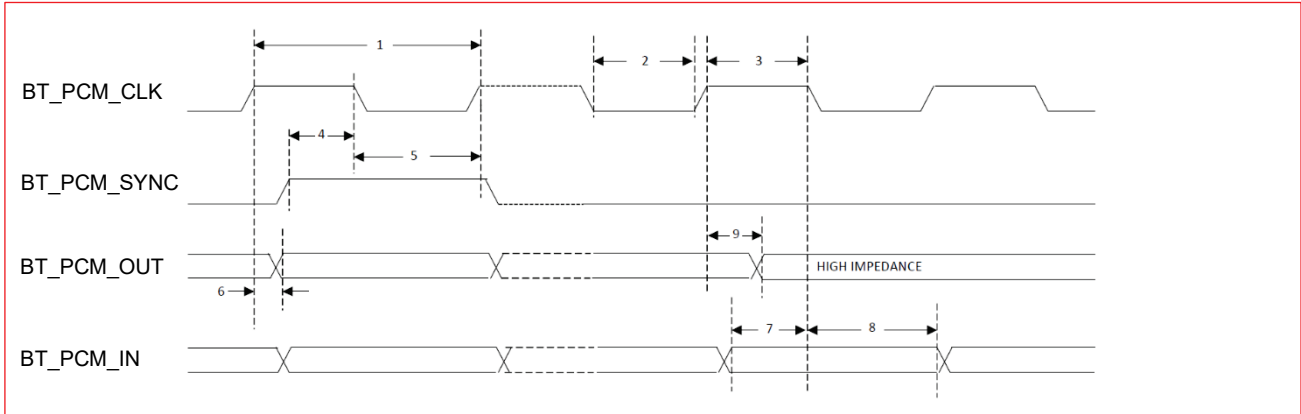 1
2
3
BT_PCM_CLK
4
5
BT_PCM_SYNC
9
BT_PCM_OUT
HIGH IMPEDANCE
6
7
8
BT_PCM_IN